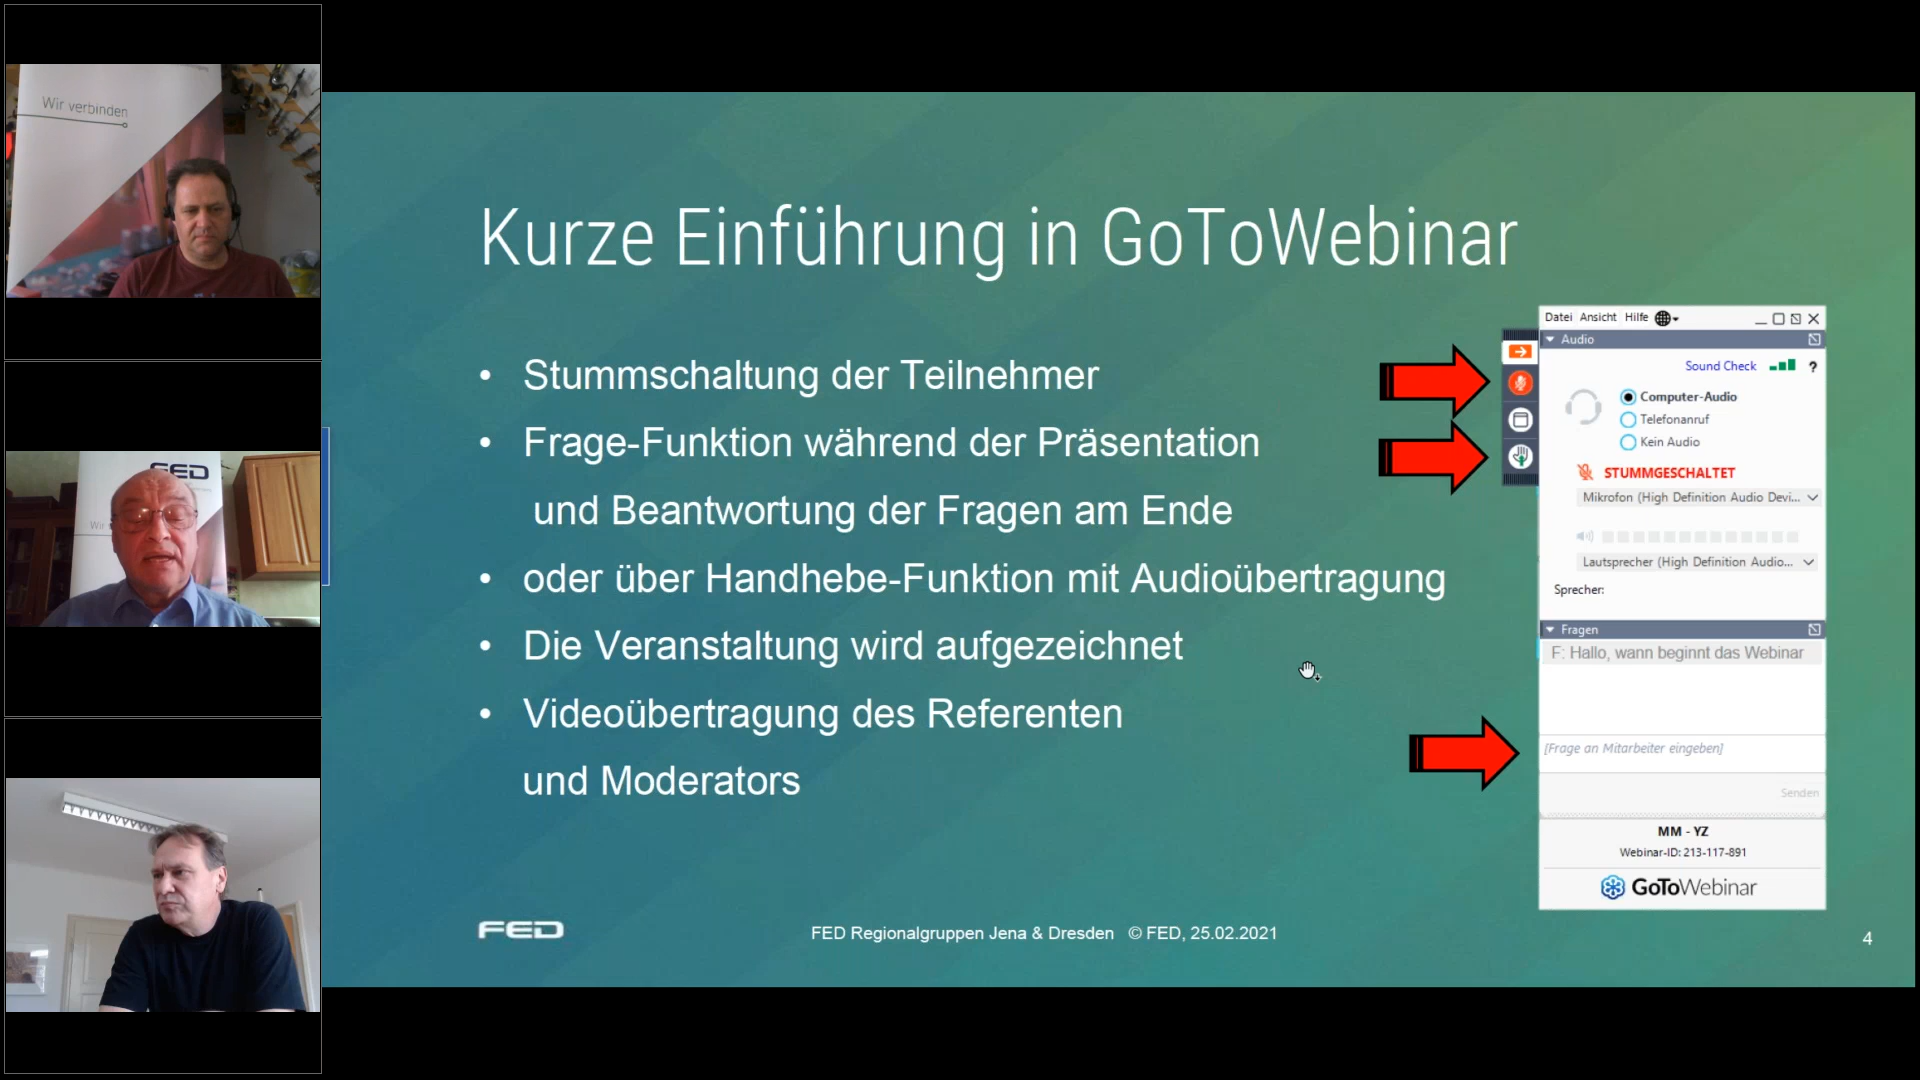 Wir verbinden
FED
Kurze Einführung in GoToWebinar
• Stummschaltung der Teilnehmer
• Frage-Funktion während der Präsentation
und Beantwortung der Fragen am Ende
• oder über Handhebe-Funktion mit Audioübertragung
• Die Veranstaltung wird aufgezeichnet
• Videoübertragung des Referenten
und Moderators
Datei Ansicht Hilfe
Audio
Sound Check ?
Computer-Audio
Telefonanruf
Kein Audio
STUMMGESCHALTET
Mikrofon (High Definition Audio Devi...
Lautsprecher (High Definition Audio...
Sprecher:
Fragen
F: Hallo, wann beginnt das Webinar
[Frage an Mitarbeiter eingeben]
Senden
MM - YZ
Webinar-ID: 213-117-891
GoToWebinar
FED
FED Regionalgruppen Jena & Dresden © FED, 25.02.2021
4